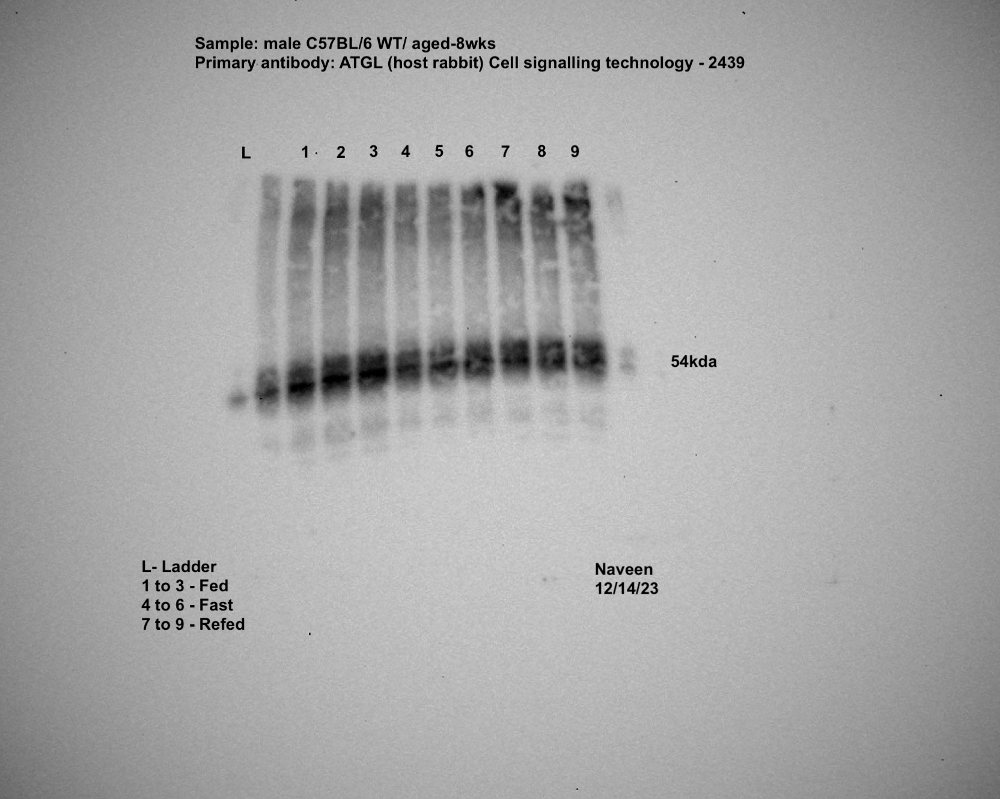 Sample: male C57BL/6 WT/ aged-8wks
Primary antibody: ATGL (host rabbit) Cell signalling technology - 2439
L 1 2 3 4 5 6 7 8 9
54kda
L- Ladder
1 to 3 - Fed
4 to 6 - Fast
7 to 9 - Refed
Naveen
12/14/23